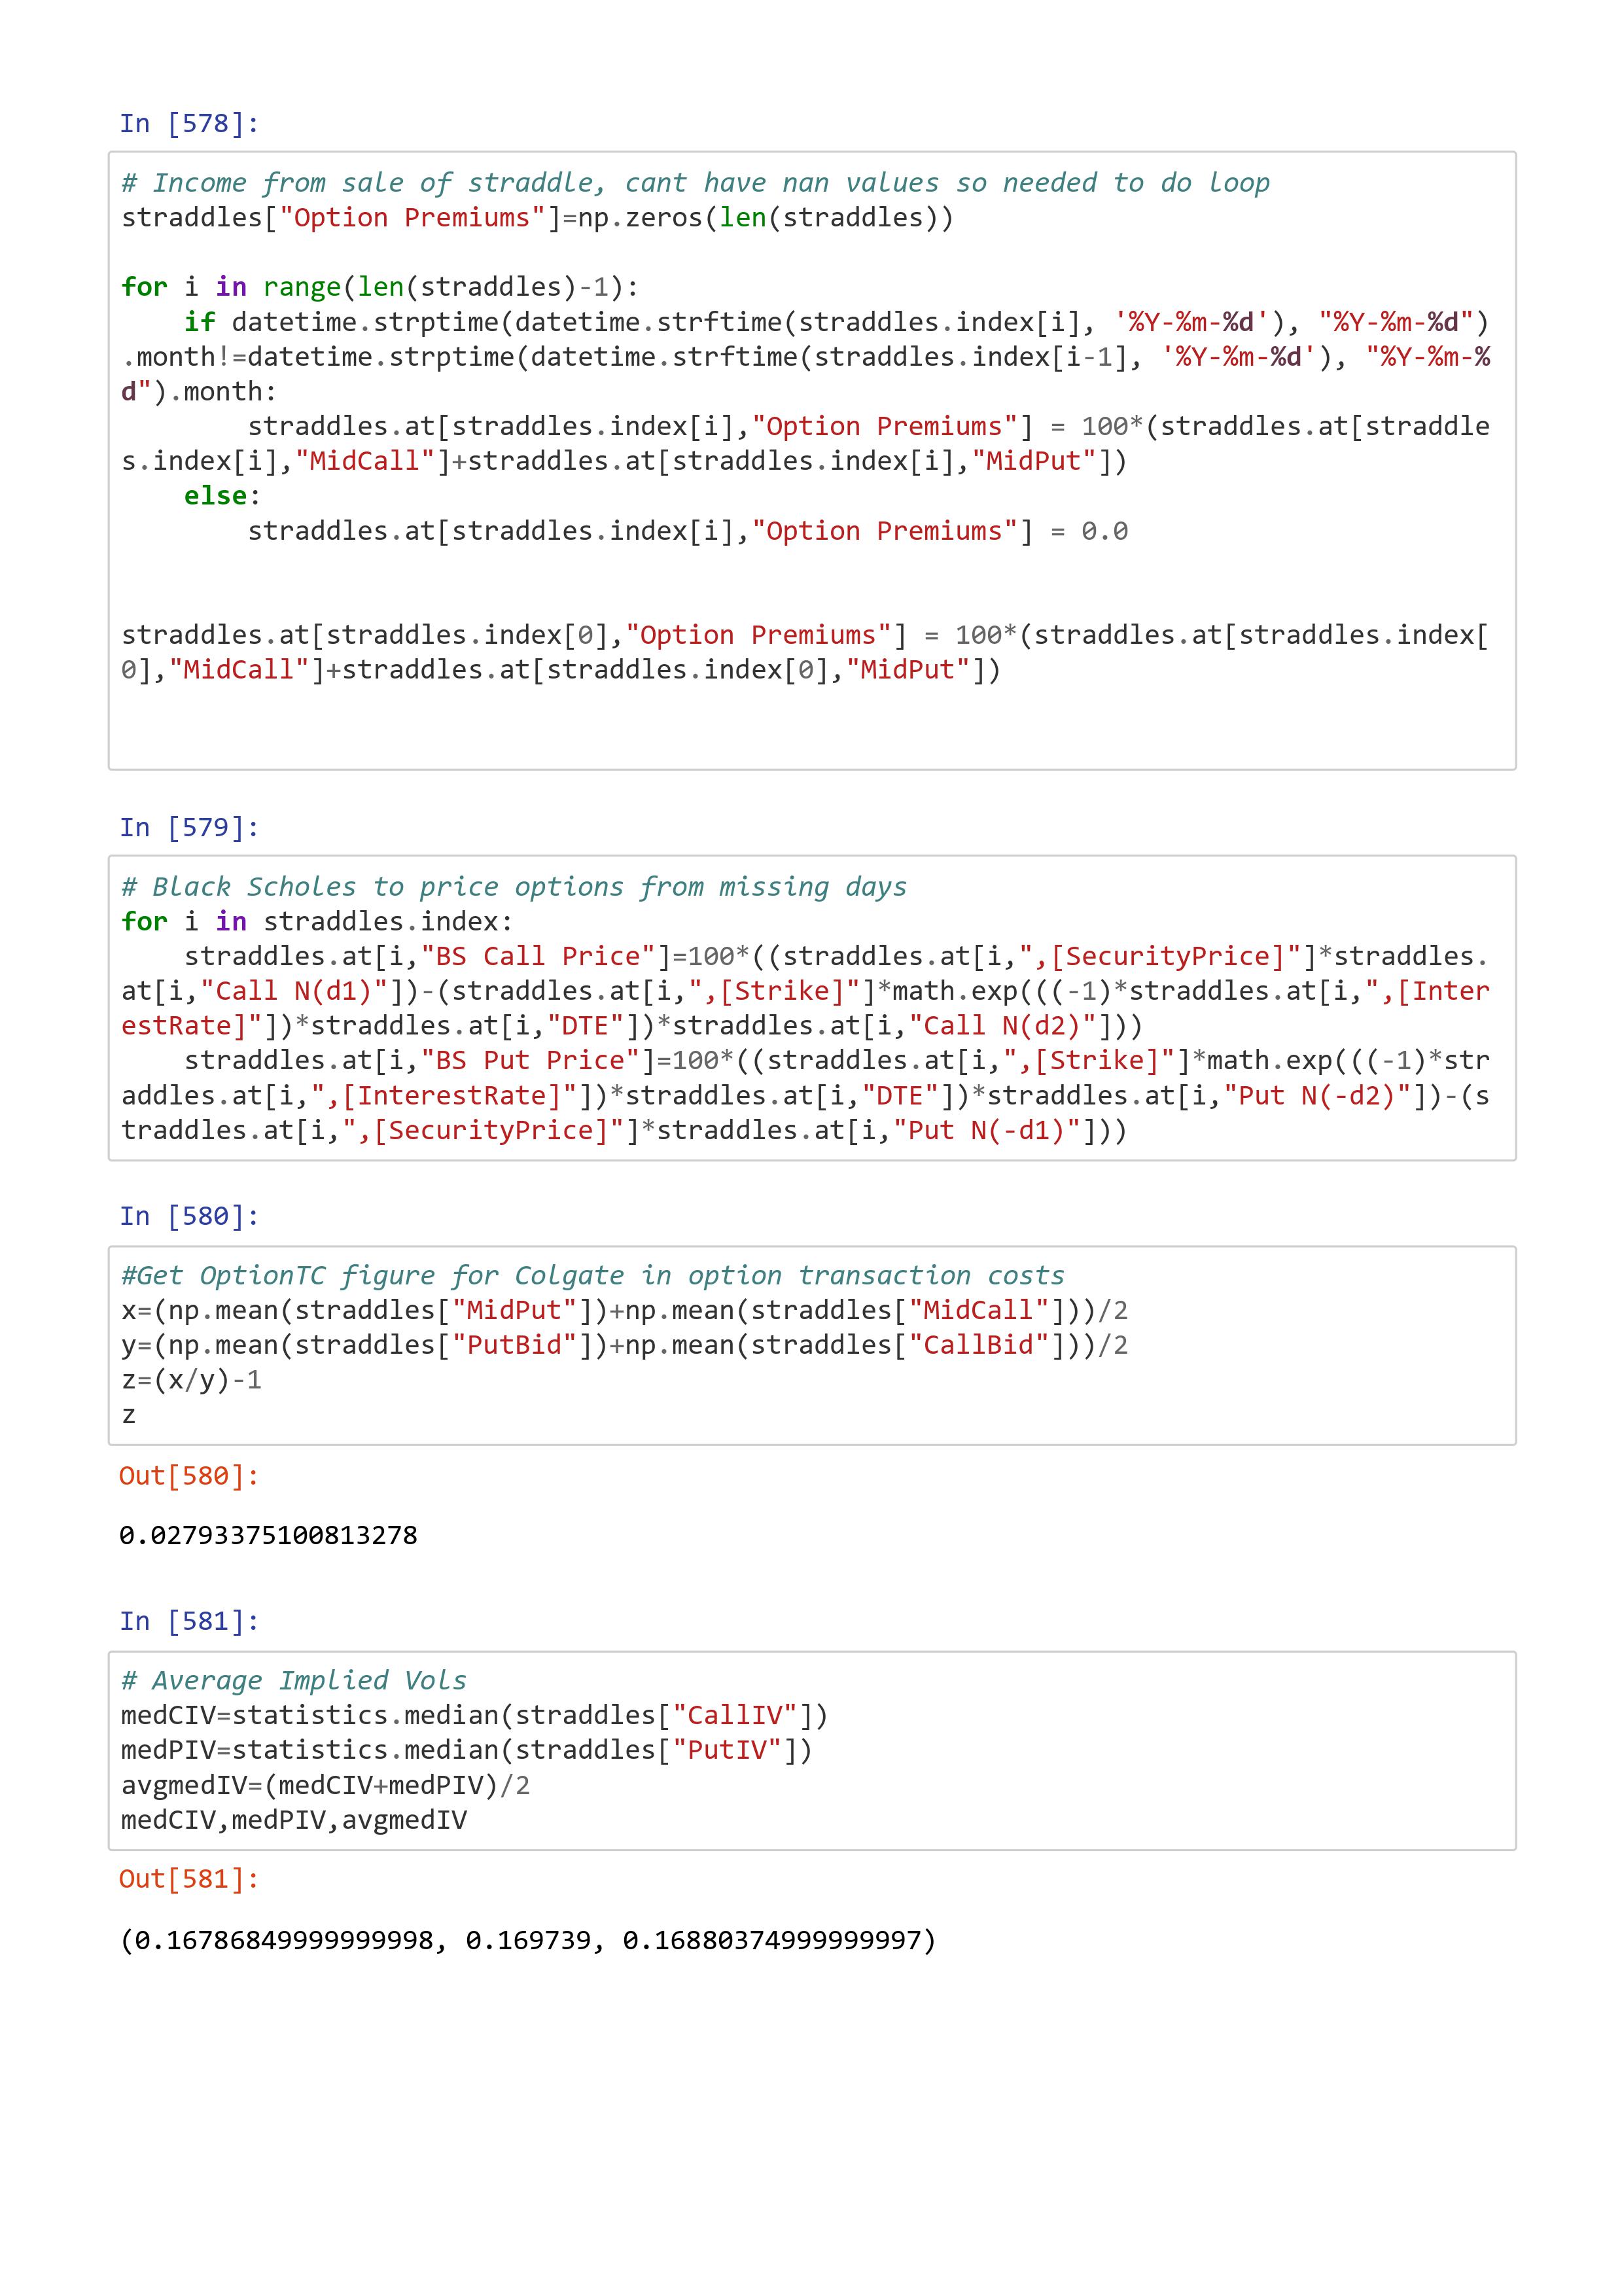 In [578]:
# Income from sale of straddle, cant have nan values so needed to do loop
straddles["Option Premiums"]=np.zeros(len(straddles))
for i in range(len(straddles)-1):
    if datetime.strptime(datetime.strftime(straddles.index[i], '%Y-%m-%d'), "%Y-%m-%d")
.month!=datetime.strptime(datetime.strftime(straddles.index[i-1], '%Y-%m-%d'), "%Y-%m-%
d").month:
        straddles.at[straddles.index[i],"Option Premiums"] = 100*(straddles.at[straddle
s.index[i],"MidCall"]+straddles.at[straddles.index[i],"MidPut"])
    else:
        straddles.at[straddles.index[i],"Option Premiums"] = 0.0
straddles.at[straddles.index[0],"Option Premiums"] = 100*(straddles.at[straddles.index[
0],"MidCall"]+straddles.at[straddles.index[0],"MidPut"])
In [579]:
# Black Scholes to price options from missing days
for i in straddles.index:
    straddles.at[i,"BS Call Price"]=100*((straddles.at[i,",[SecurityPrice]"]*straddles.
at[i,"Call N(d1)"])-(straddles.at[i,",[Strike]"]*math.exp(((-1)*straddles.at[i,",[Inter
estRate]"])*straddles.at[i,"DTE"])*straddles.at[i,"Call N(d2)"]))
    straddles.at[i,"BS Put Price"]=100*((straddles.at[i,",[Strike]"]*math.exp(((-1)*str
addles.at[i,",[InterestRate]"])*straddles.at[i,"DTE"])*straddles.at[i,"Put N(-d2)"])-(s
traddles.at[i,",[SecurityPrice]"]*straddles.at[i,"Put N(-d1)"]))
In [580]:
#Get OptionTC figure for Colgate in option transaction costs
x=(np.mean(straddles["MidPut"])+np.mean(straddles["MidCall"]))/2
y=(np.mean(straddles["PutBid"])+np.mean(straddles["CallBid"]))/2
z=(x/y)-1
z
Out[580]:
0.02793375100813278
In [581]:
# Average Implied Vols
medCIV=statistics.median(straddles["CallIV"])
medPIV=statistics.median(straddles["PutIV"])
avgmedIV=(medCIV+medPIV)/2
medCIV,medPIV,avgmedIV
Out[581]:
(0.16786849999999998, 0.169739, 0.16880374999999997)